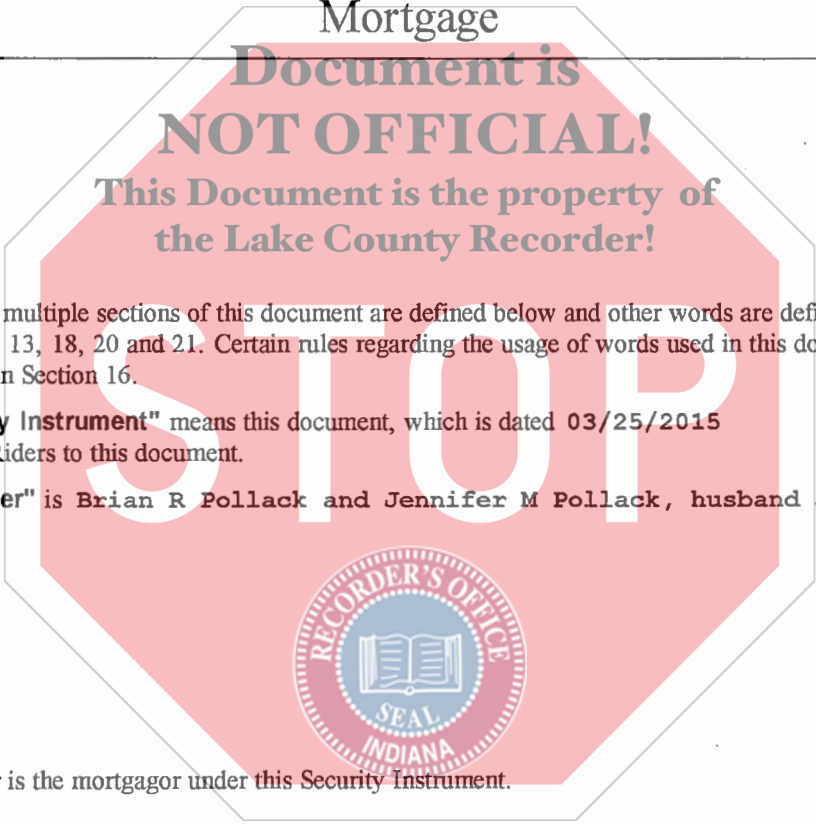 Mortgage
Document is
NOT OFFICIAL!
This Document is the property of
the Lake County Recorder!
multiple sections of this document are defined below and other words are defi
13, 18, 20 and 21. Certain rules regarding the usage of words used in this do
n Section 16.
y Instrument" means this document, which is dated 03/25/2015
Riders to this document.
er" is Brian R Pollack and Jennifer M Pollack, husband
STOP
RECORDER'S OFFICE
SEAL
INDIANA
r is the mortgagor under this Security Instrument.